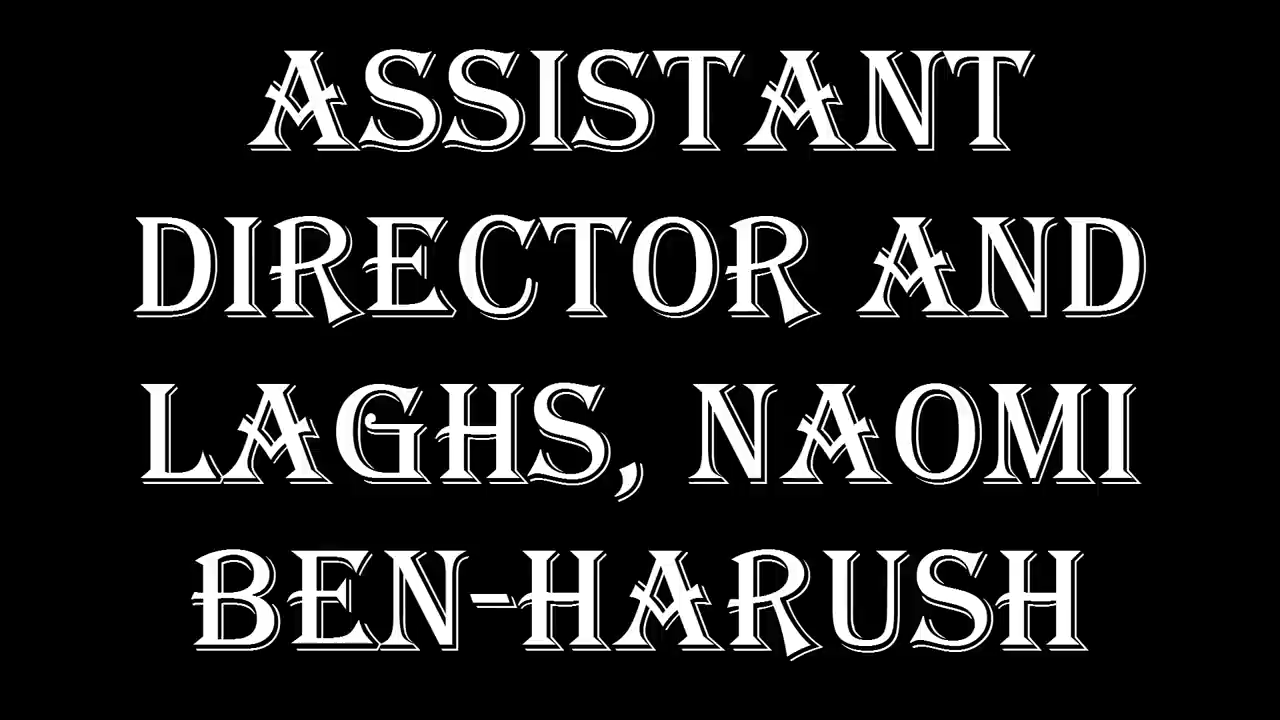 ASSISTANT
DIRECTOR AND
LAGHS, NAOMI
BEN-HARUSH